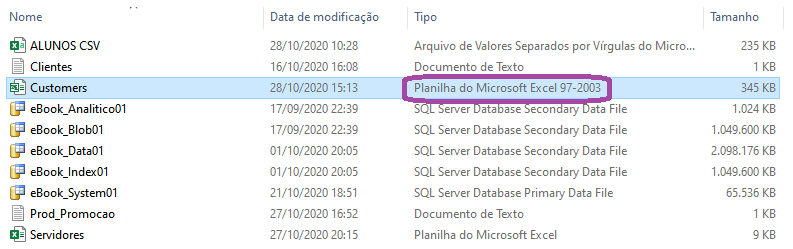 Nome Data de modificação Tipo Tamanho
ALUNOS CSV 28/10/2020 10:28 Arquivo de Valores Separados por Vírgulas do Micro... 235 KB
Clientes 16/10/2020 16:08 Documento de Texto 1 KB
Customers 28/10/2020 15:13 Planilha do Microsoft Excel 97-2003 345 KB
eBook_Analitico01 17/09/2020 22:39 SQL Server Database Secondary Data File 1.024 KB
eBook_Blob01 17/09/2020 22:39 SQL Server Database Secondary Data File 1.049.600 KB
eBook_Data01 01/10/2020 20:05 SQL Server Database Secondary Data File 2.098.176 KB
eBook_Index01 01/10/2020 20:05 SQL Server Database Secondary Data File 1.049.600 KB
eBook_System01 21/10/2020 18:51 SQL Server Database Primary Data File 65.536 KB
Prod_Promocao 27/10/2020 16:52 Documento de Texto 1 KB
Servidores 27/10/2020 20:15 Planilha do Microsoft Excel 9 KB